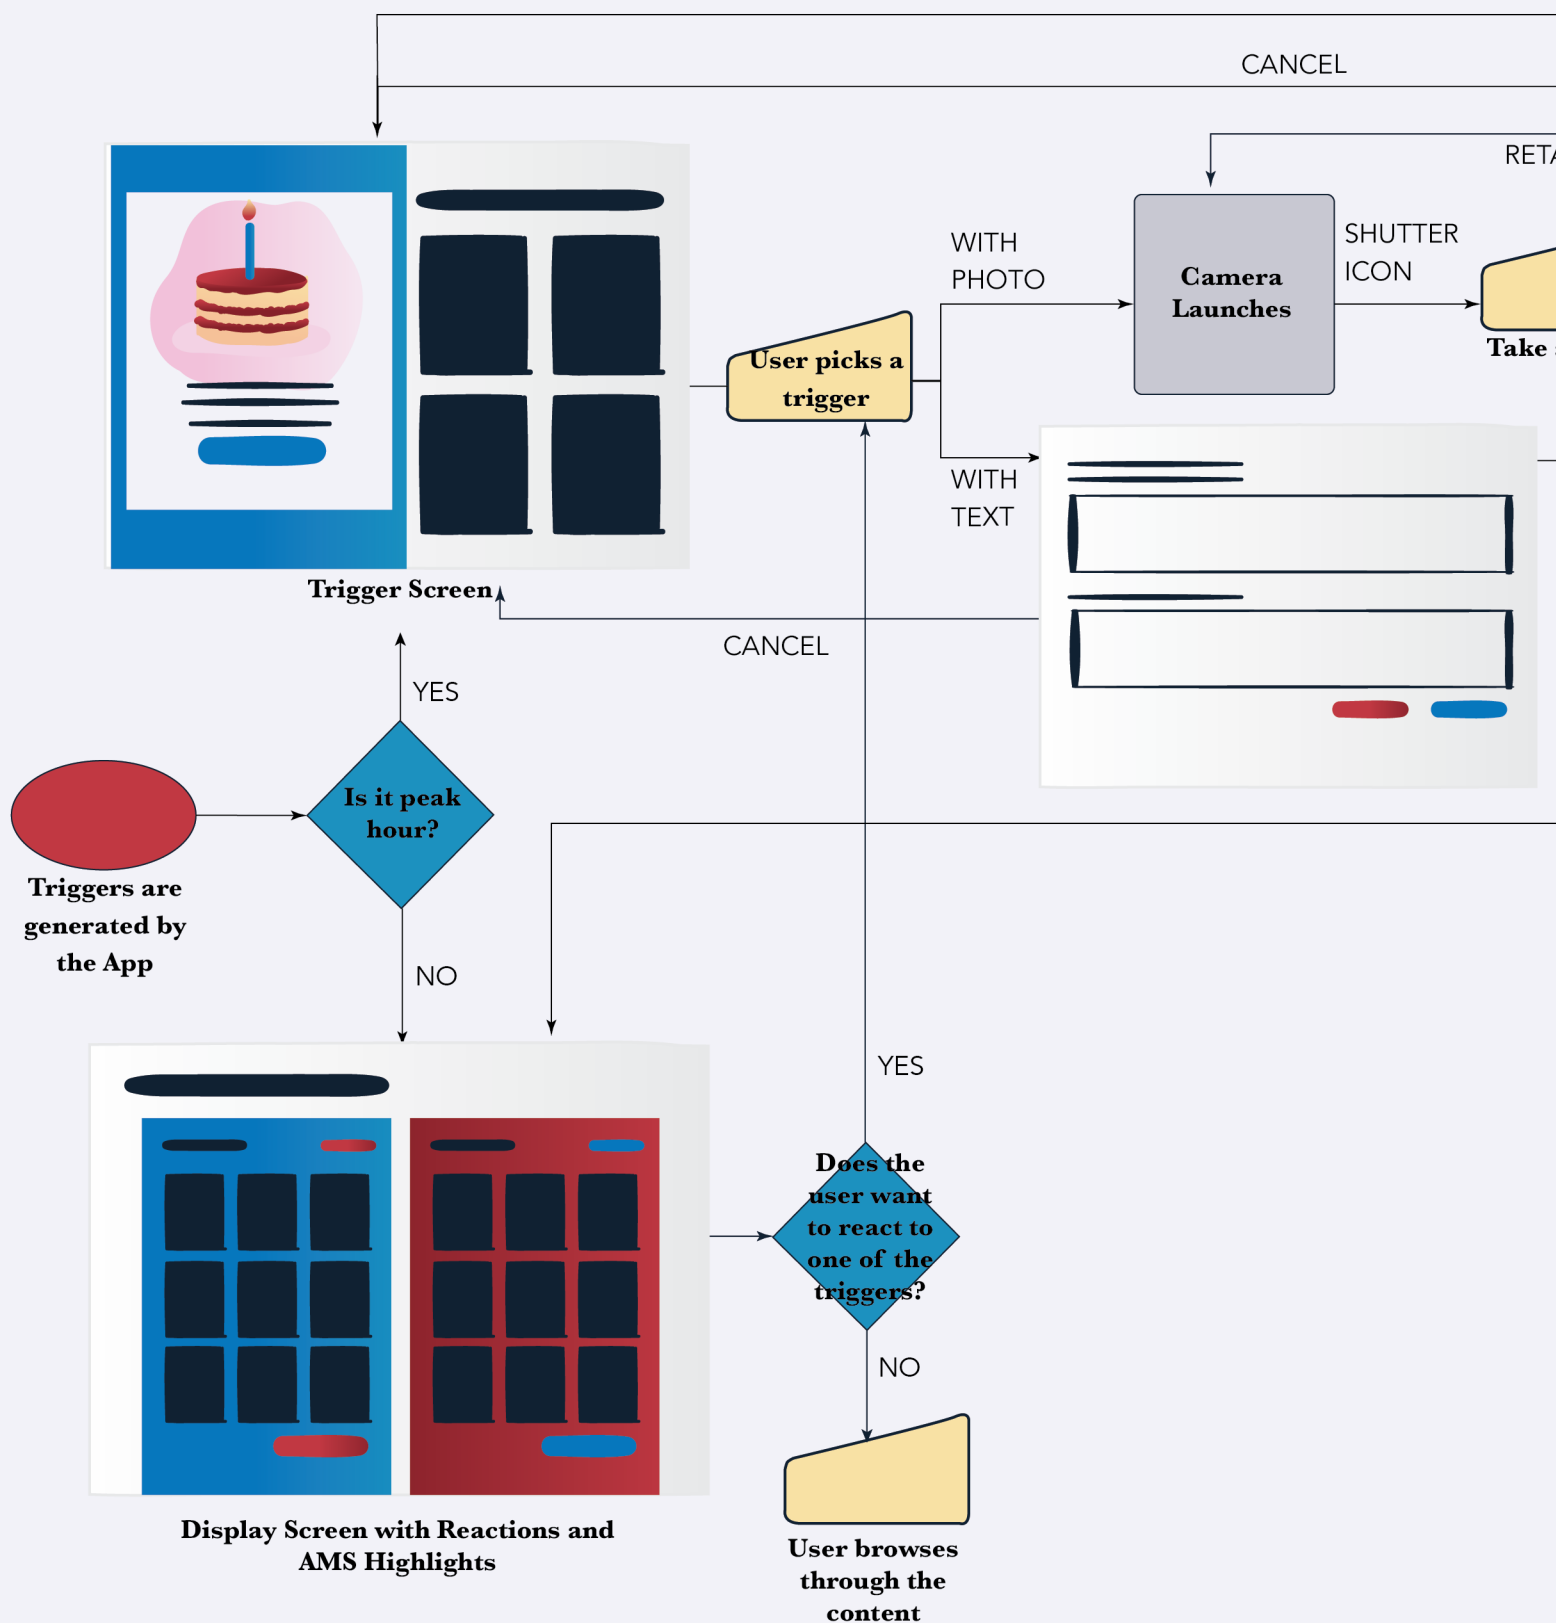 CANCEL
RETA
WITH
PHOTO
SHUTTER
ICON
Camera
Launches
Take
User picks a
trigger
WITH
TEXT
Trigger Screen
CANCEL
YES
Is it peak
hour?
Triggers are
generated by
the App
NO
YES
Does the
user want
to react to
one of the
triggers?
NO
Display Screen with Reactions and
AMS Highlights
User browses
through the
content